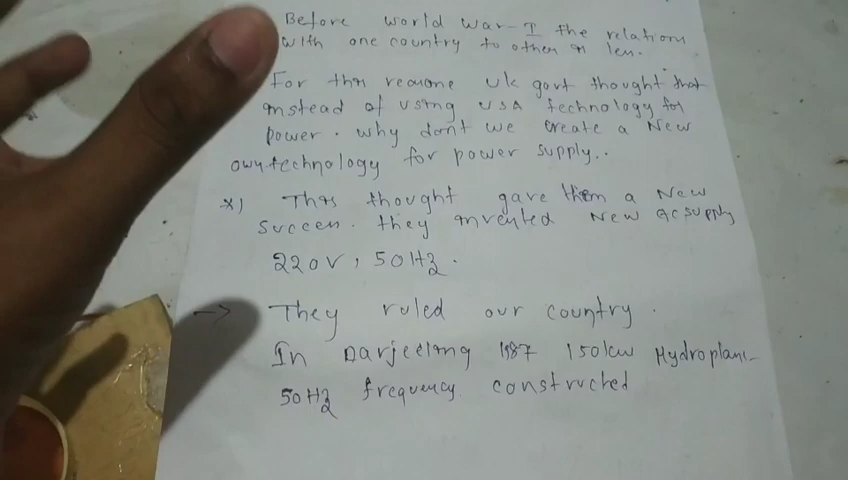 Before world war-I the relations
with one country to other is less.
For this reasone UK govt thought that
instead of using USA technology for
power. why dont we create a New
own technology for power supply..
*) This thought gave them a New
success. they invented New ac supply
220V, 50Hz.
→ They ruled our country.
In Darjeeling 1987 150kw Hydroplant-
50Hz frequency constructed